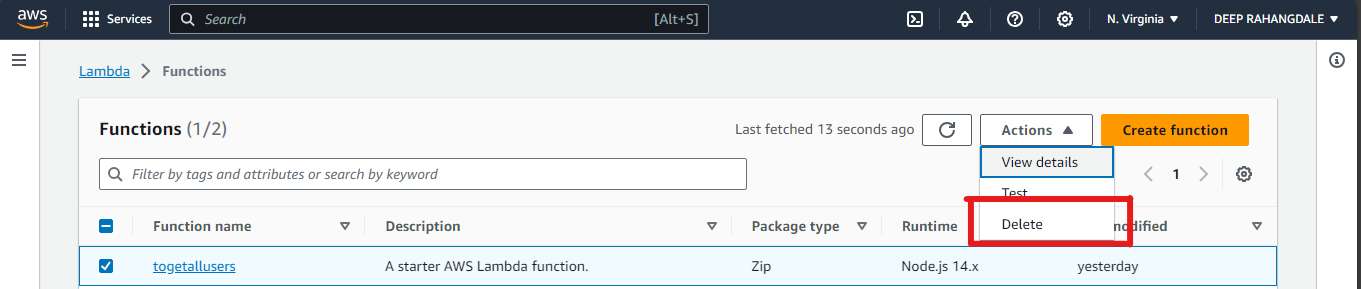 aws Services Search [Alt+S] N. Virginia DEEP RAHANGDALE
Lambda Functions
Functions (1/2) Last fetched 13 seconds ago Actions Create function
View details
Filter by tags and attributes or search by keyword 1
Test
Delete
Function name Description Package type Runtime modified
togetallusers A starter AWS Lambda function. Zip Node.js 14.x yesterday